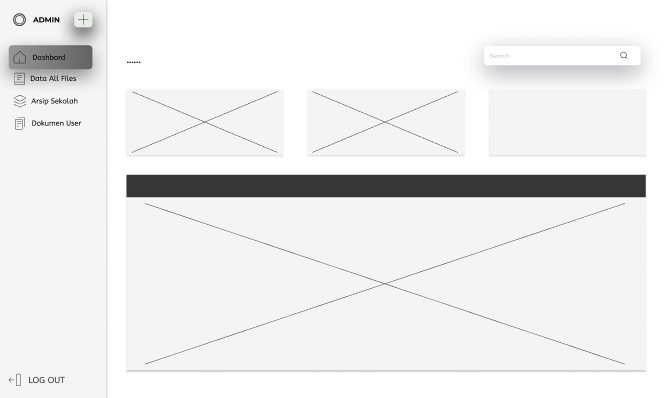 ADMIN
Dashbord
Data All Files
Arsip Sekolah
Dokumen User
LOG OUT
......
Search